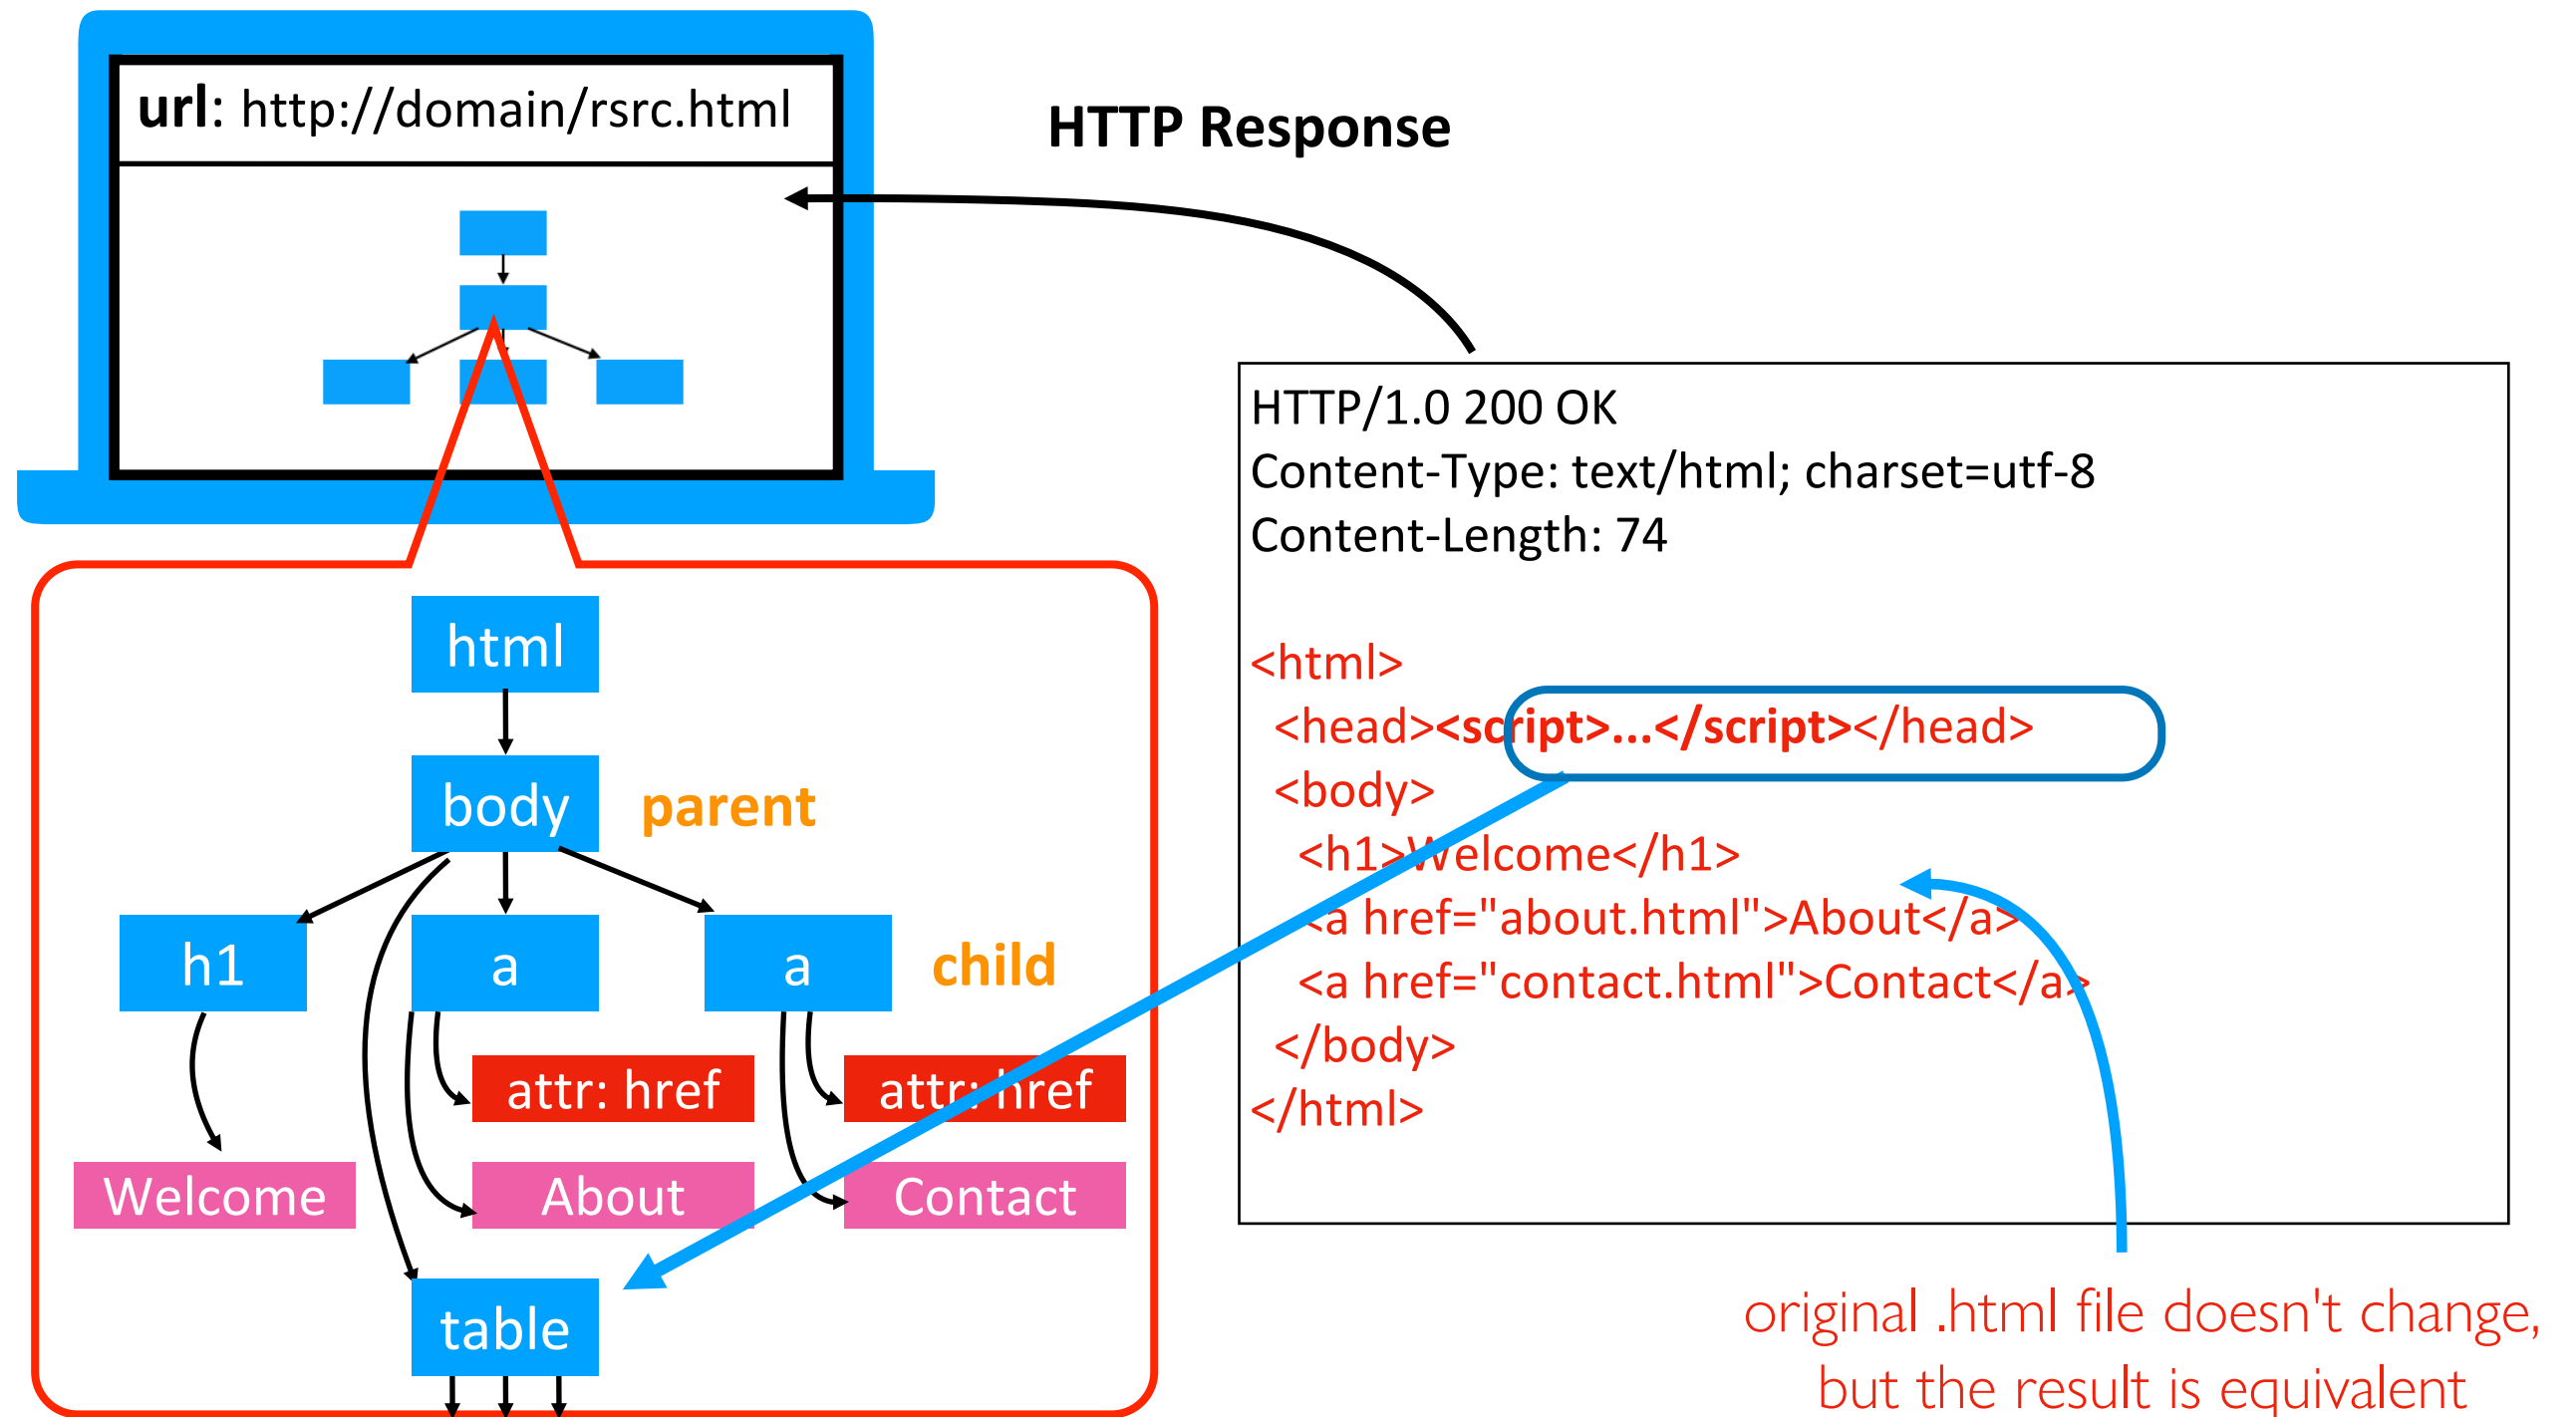 url: http://domain/rsrc.html
HTTP Response
HTTP/1.0 200 OK
Content-Type: text/html; charset=utf-8
Content-Length: 74
<html>
<head><script>...</script></head>
<body>
<h1>Welcome</h1>
<a href="about.html">About</a>
<a href="contact.html">Contact</a>
</body>
</html>
html
body
parent
h1
a
a
child
attr: href
attr: href
Welcome
About
Contact
table
original .html file doesn't change,
but the result is equivalent